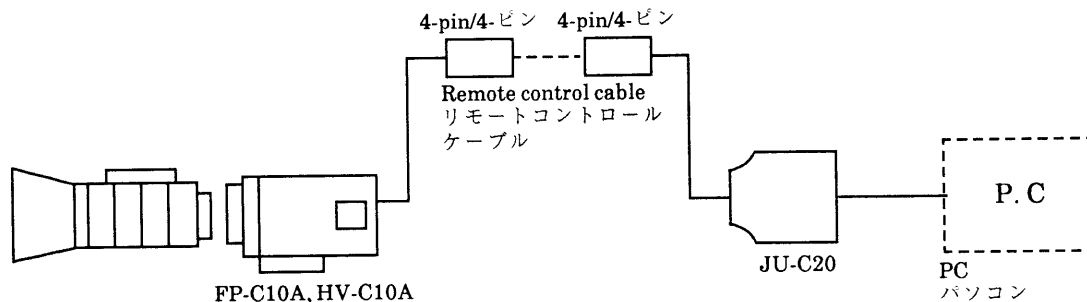 4-pin/4-ピン
4-pin/4-ピン
Remote control cable
リモートコントロール
ケーブル
P. C
JU-C20
PC
パソコン
FP-C10A, HV-C10A